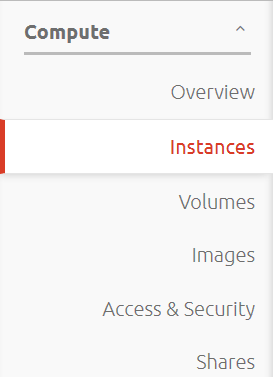 Compute
Overview
Instances
Volumes
Images
Access & Security
Shares